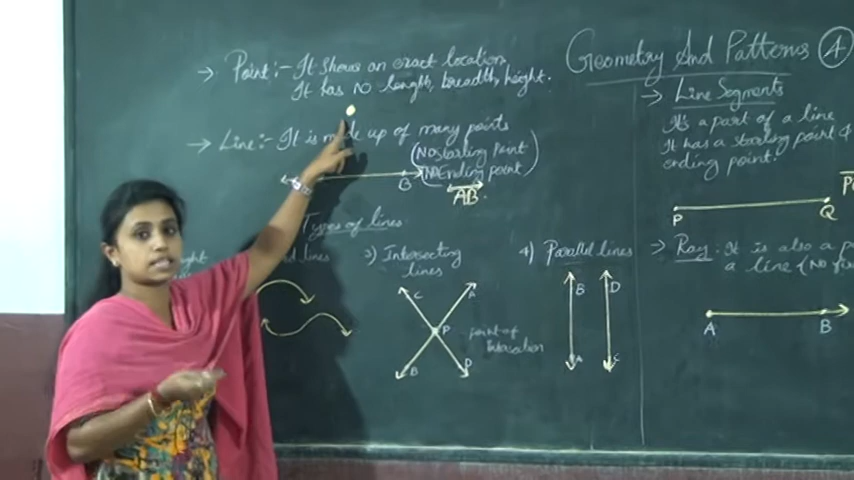 Geometry And Patterns 4
→ Point:- It shows an exact location
It has NO length, breadth, height.
→ Line:- It is made up of many points
(No starting Point
No Ending point)
B
AB.
Types of lines
lines
3) Intersecting
lines
C
A
P
point of
Intersection
B
D
4) Parallel lines
B
D
A
C
→ Line Segments
It's a part of a line
It has a starting point &
ending point.
P
Q
→ Ray. It is also a
a line (No
A
B